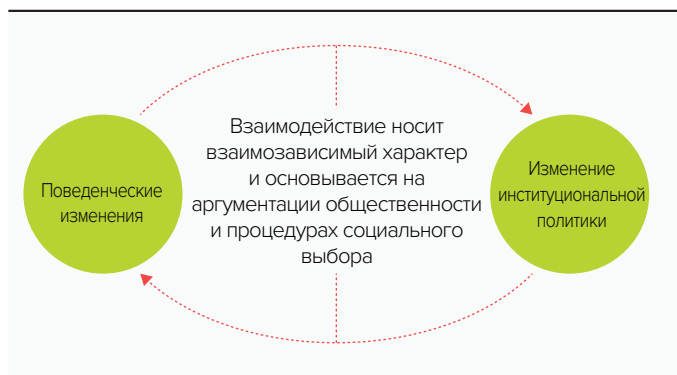 Поведенческие
изменения
Взаимодействие носит
взаимозависимый характер
и основывается на
аргументации общественности
и процедурах социального
выбора
Изменение
институциональной
политики